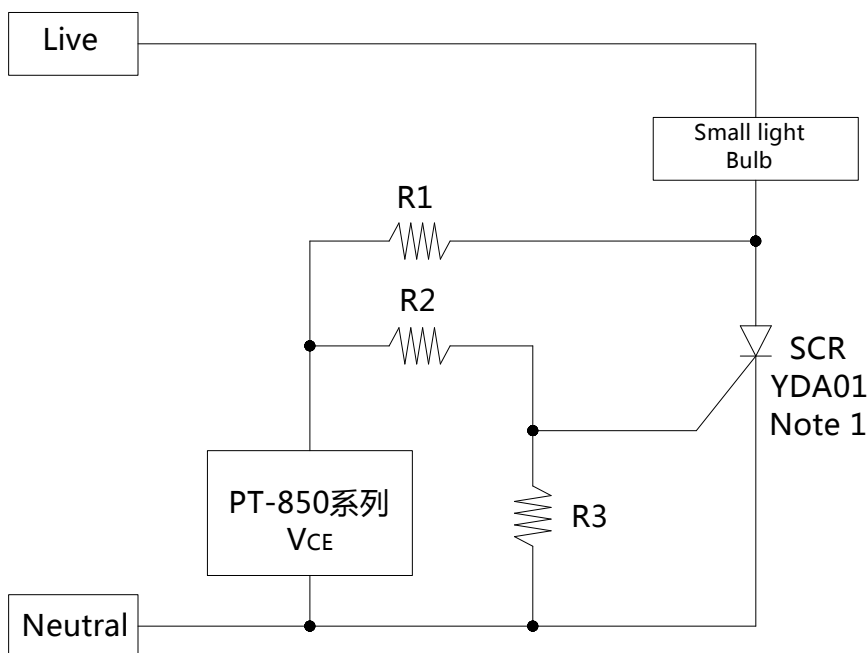 Live
Small light
Bulb
R1
R2
SCR
YDA01
Note 1
PT-850系列
VCE
R3
Neutral